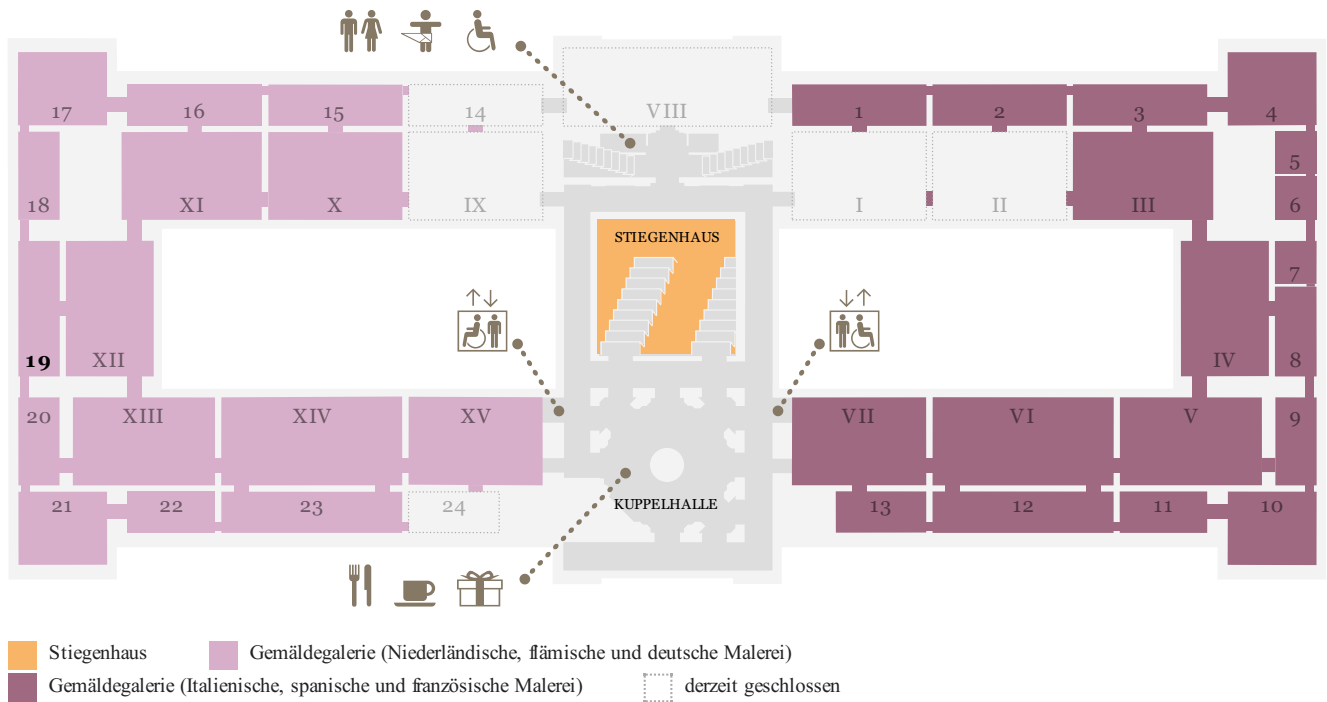 17 16 15 14 VIII 1 2 3 4
5
18 XI X IX I II III 6
STIEGENHAUS
7
19 XII IV 8
20 XIII XIV XV VII VI V 9
21 22 23 24 KUPPELHALLE 13 12 11 10
Stiegenhaus
Gemäldegalerie (Niederländische, flämische und deutsche Malerei)
Gemäldegalerie (Italienische, spanische und französische Malerei)
derzeit geschlossen